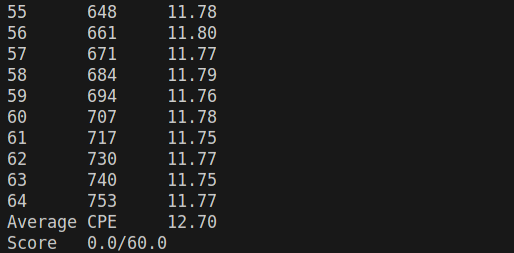 55 648 11.78
56 661 11.80
57 671 11.77
58 684 11.79
59 694 11.76
60 707 11.78
61 717 11.75
62 730 11.77
63 740 11.75
64 753 11.77
Average CPE 12.70
Score 0.0/60.0